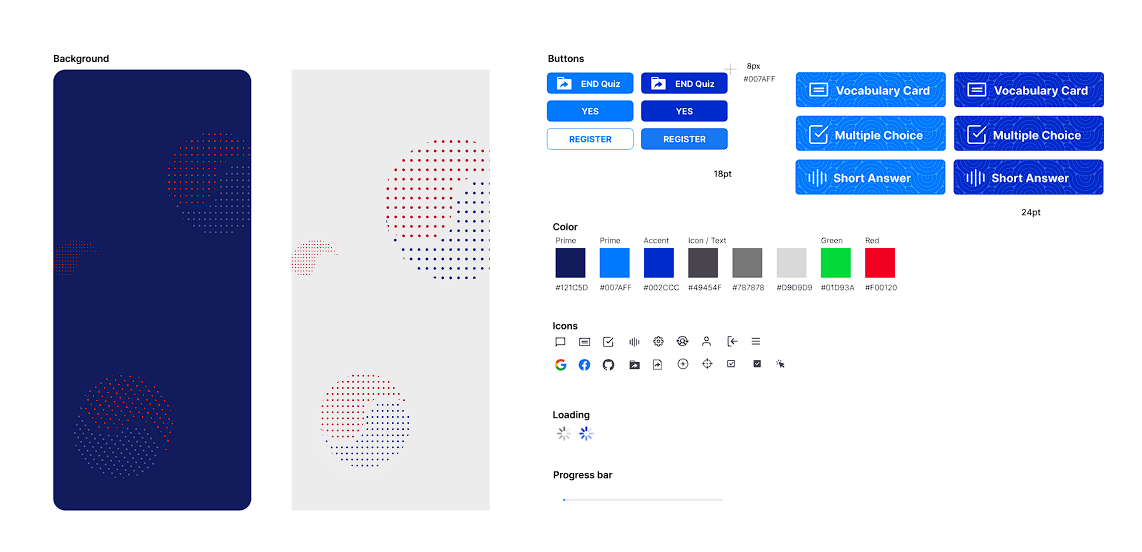 Background
Buttons
END Quiz
END Quiz
8px
#007AFF
YES
YES
REGISTER
REGISTER
18pt
Vocabulary Card
Vocabulary Card
Multiple Choice
Multiple Choice
Short Answer
Short Answer
24pt
Color
Prime
Prime
Accent
Icon / Text
Green
Red
#121C5D
#007AFF
#002CCC
#49454F
#787878
#D9D9D9
#01D93A
#F00120
Icons
Loading
Progress bar